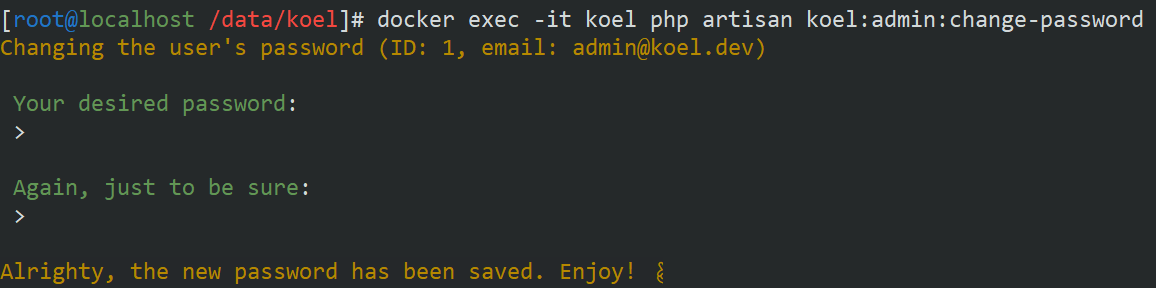 [root@localhost /data/koel]# docker exec -it koel php artisan koel:admin:change-password
Changing the user's password (ID: 1, email: admin@koel.dev)
Your desired password:
>
Again, just to be sure:
>
Alrighty, the new password has been saved. Enjoy!